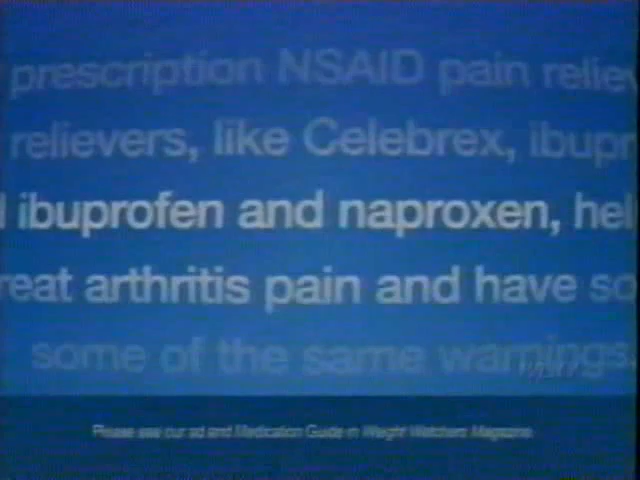 prescription NSAID pain reliev
relievers, like Celebrex, ibupr
d ibuprofen and naproxen, hel
reat arthritis pain and have so
some of the same warnings.
Please see our ad and Medication Guide in Weight Watchers Magazine.